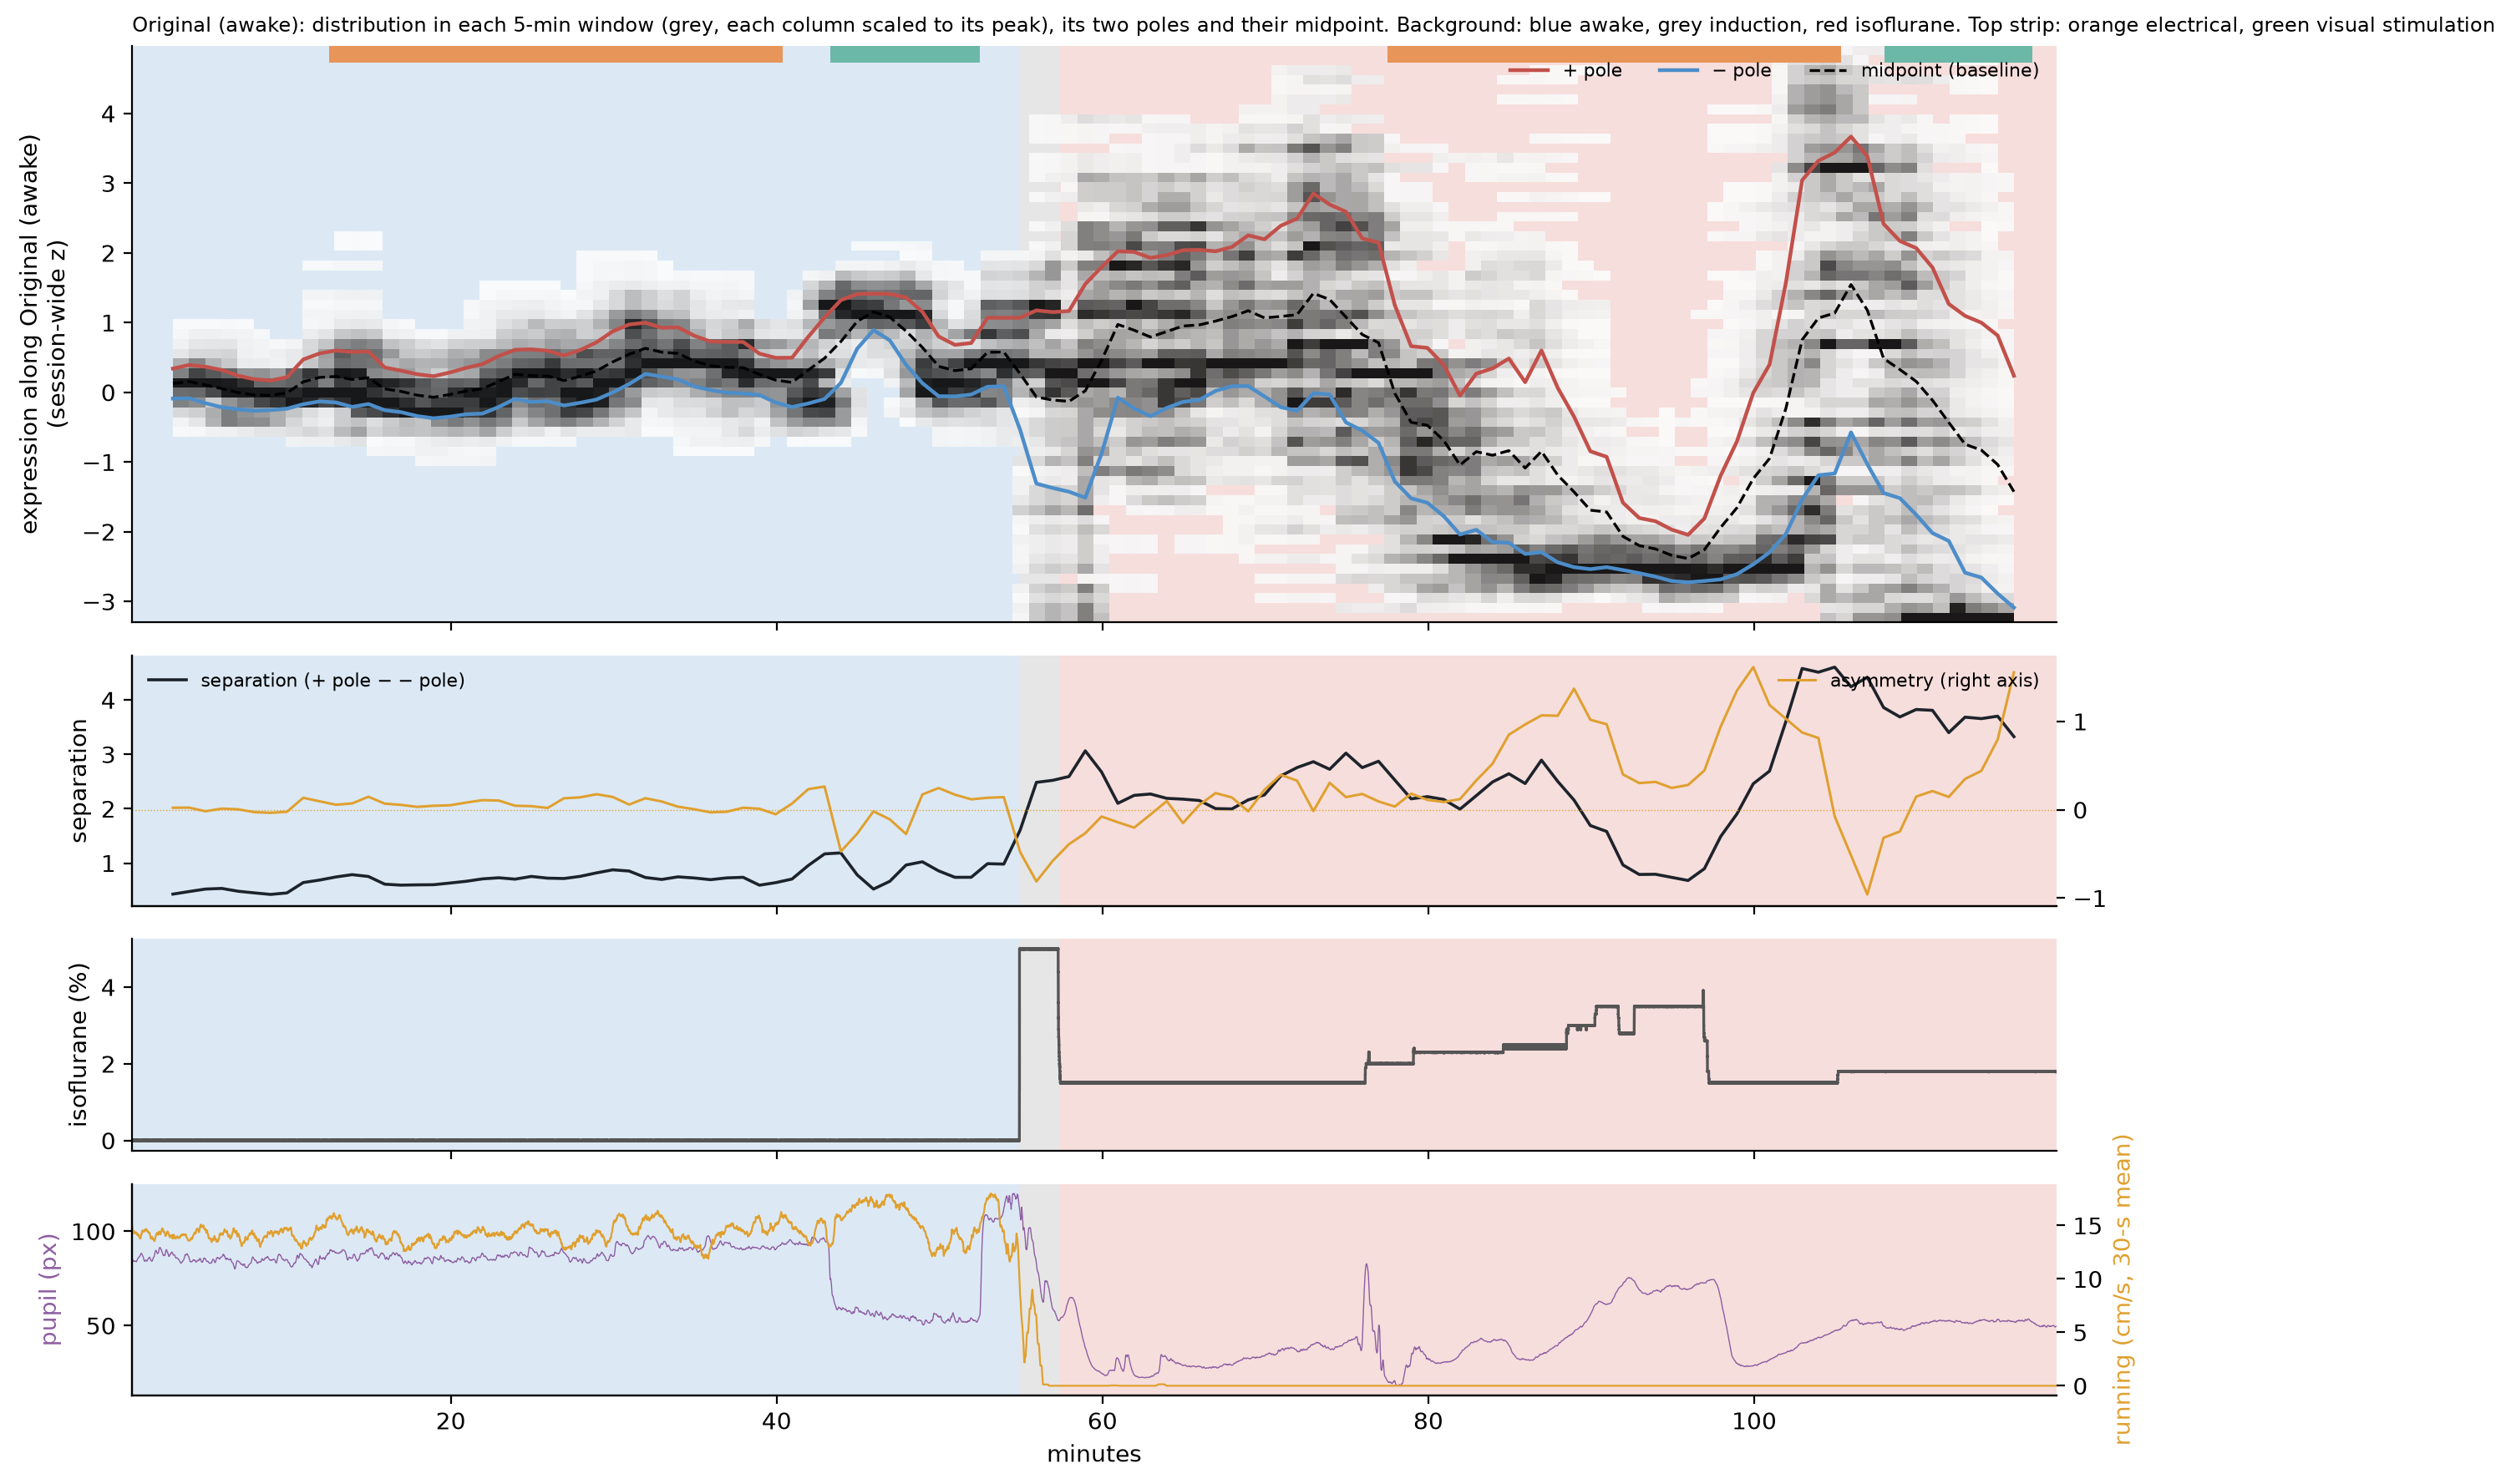 Original (awake): distribution in each 5-min window (grey, each column scaled to its peak), its two poles and their midpoint. Background: blue awake, grey induction, red isoflurane. Top strip: orange electrical, green visual stimulation
+ pole
− pole
midpoint (baseline)
expression along Original (awake)
(session-wide z)
4
3
2
1
0
−1
−2
−3
separation (+ pole − − pole)
asymmetry (right axis)
separation
4
3
2
1
1
0
−1
isoflurane (%)
4
2
0
pupil (px)
100
50
15
10
5
0
running (cm/s, 30-s mean)
20
40
60
80
100
minutes